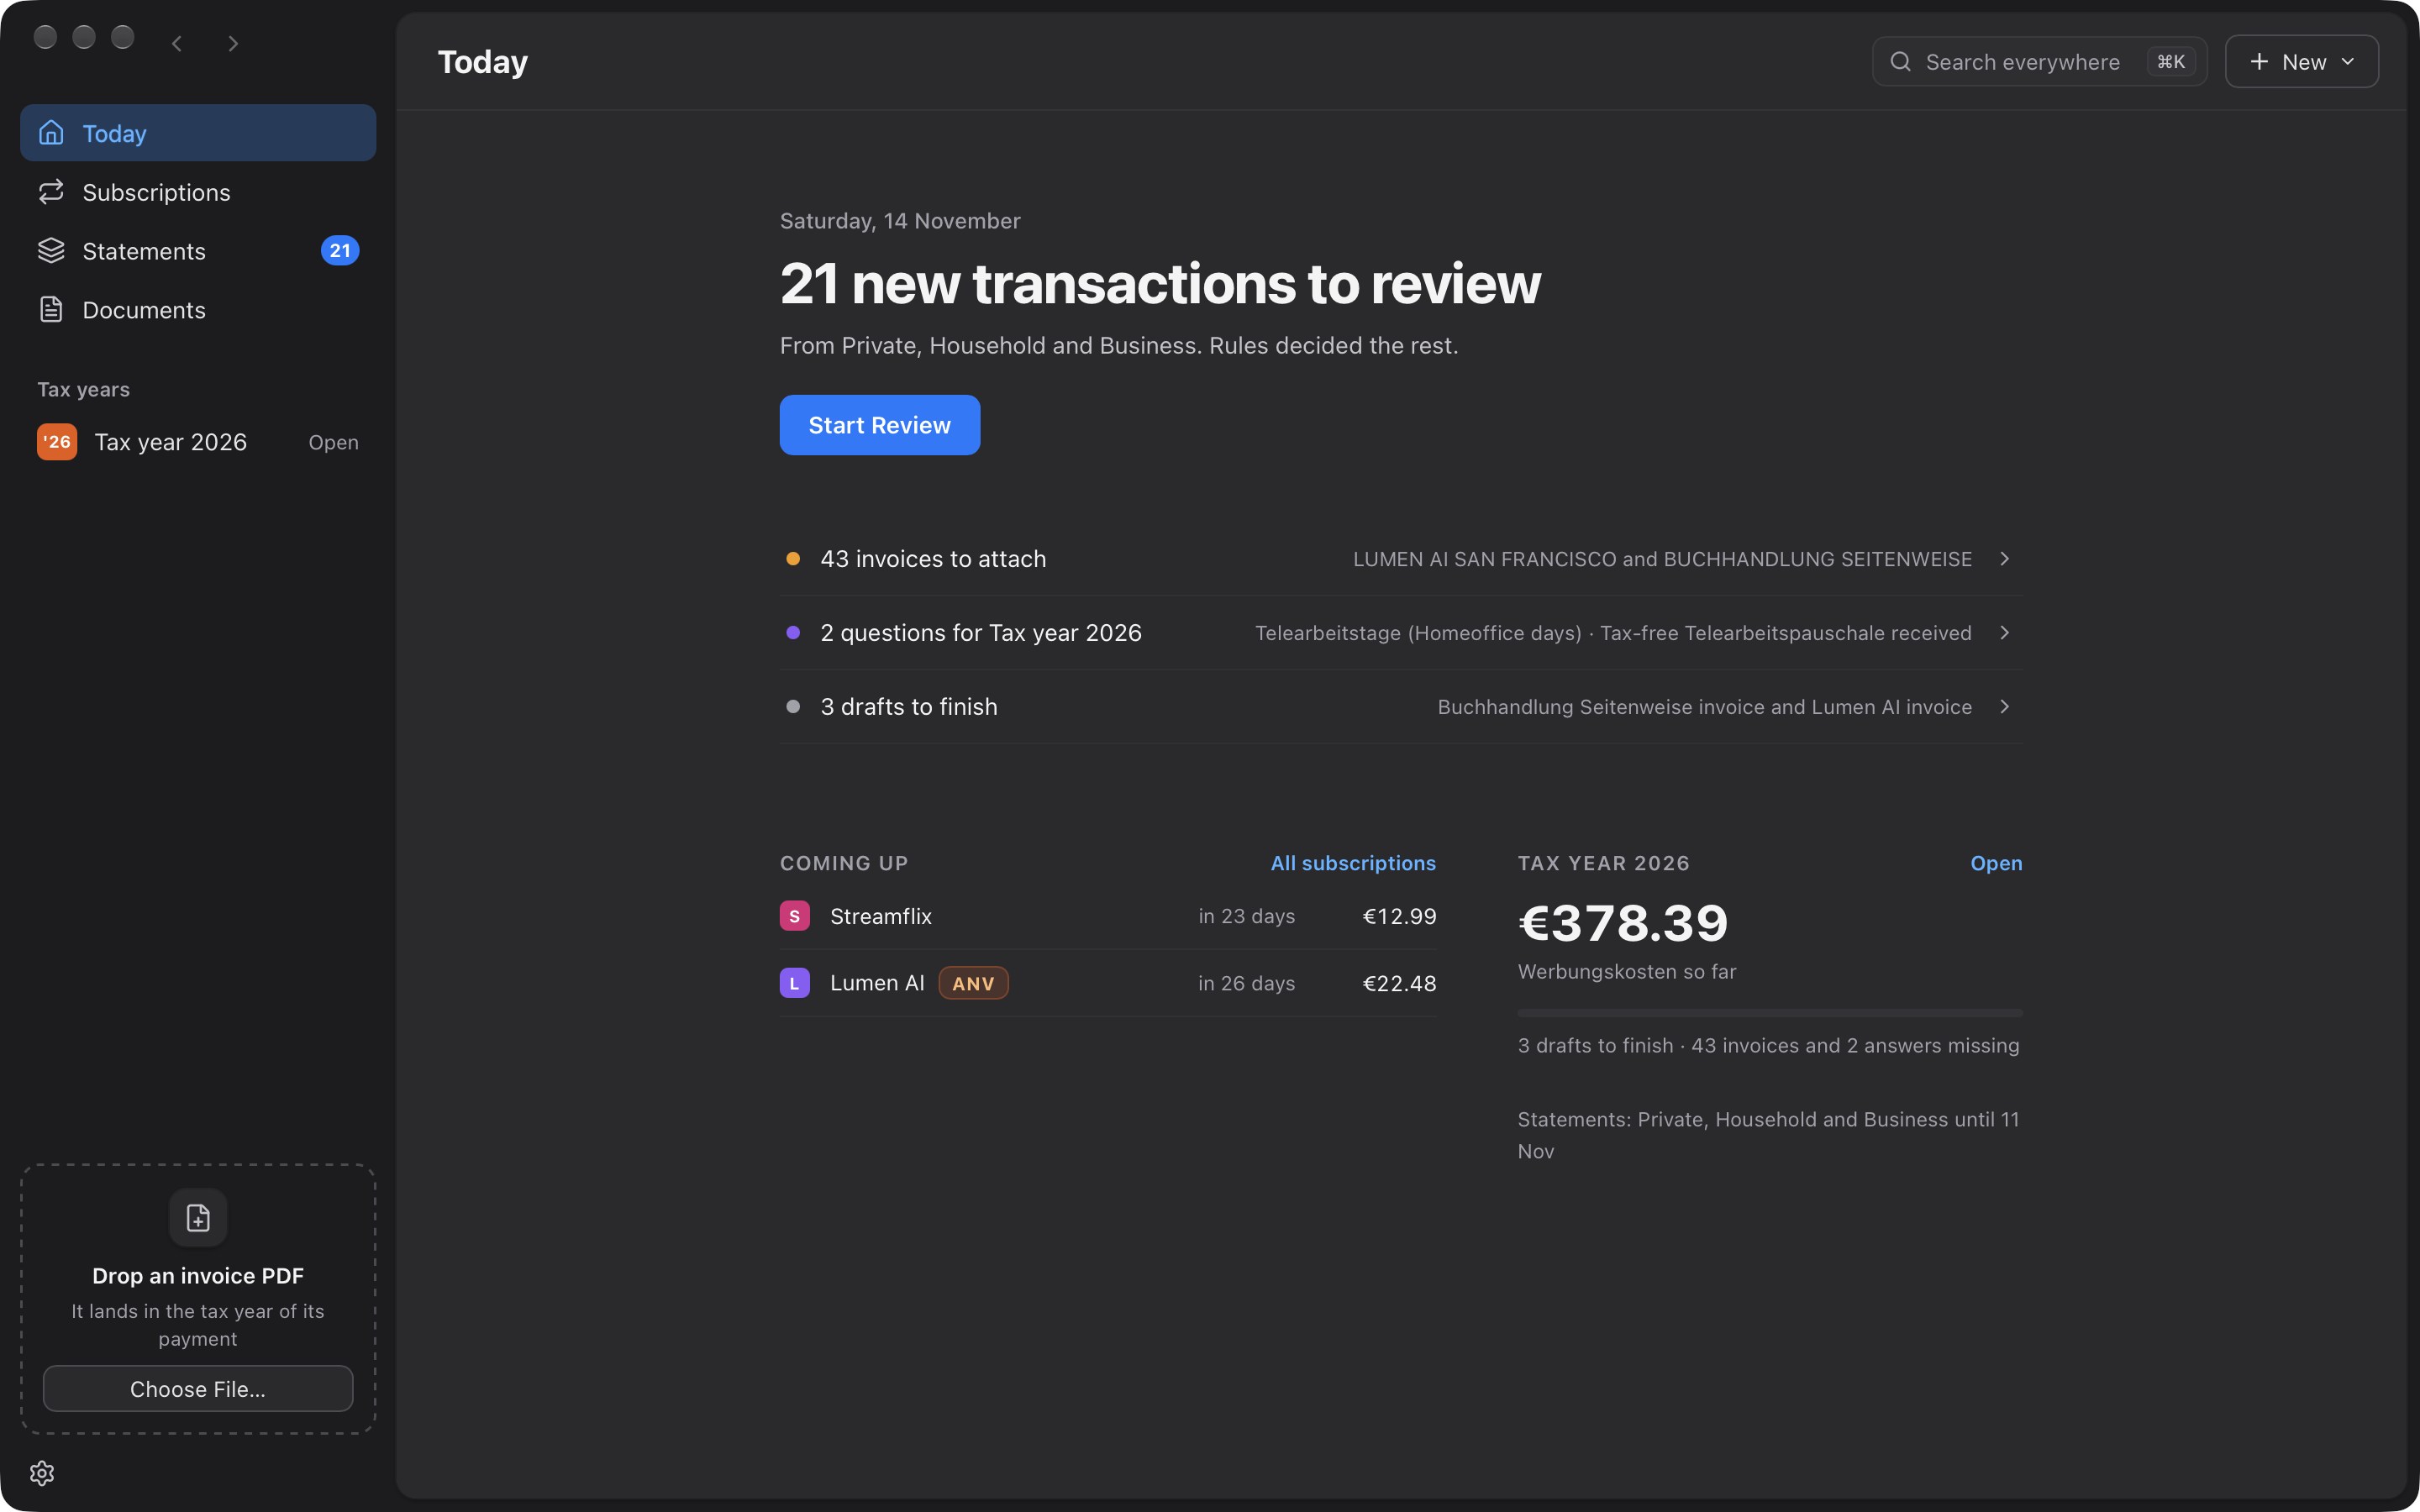 Today
Search everywhere
⌘K
New
Today
Subscriptions
Statements
21
Documents
Tax years
'26
Tax year 2026
Open
Saturday, 14 November
21 new transactions to review
From Private, Household and Business. Rules decided the rest.
Start Review
43 invoices to attach
LUMEN AI SAN FRANCISCO and BUCHHANDLUNG SEITENWEISE
2 questions for Tax year 2026
Telearbeitstage (Homeoffice days) · Tax-free Telearbeitspauschale received
3 drafts to finish
Buchhandlung Seitenweise invoice and Lumen AI invoice
COMING UP
All subscriptions
S
Streamflix
in 23 days
€12.99
L
Lumen AI
ANV
in 26 days
€22.48
TAX YEAR 2026
Open
€378.39
Werbungskosten so far
3 drafts to finish · 43 invoices and 2 answers missing
Statements: Private, Household and Business until 11
Nov
Drop an invoice PDF
It lands in the tax year of its
payment
Choose File...